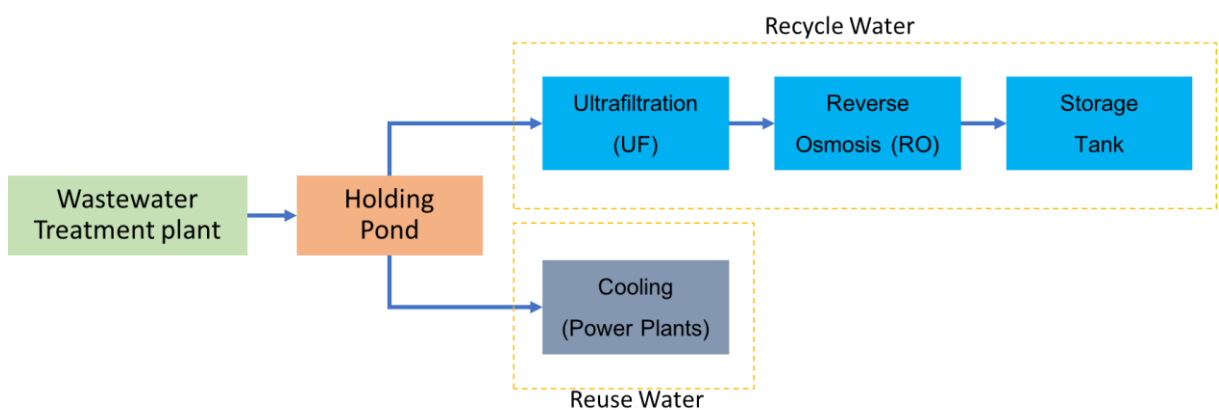 Recycle Water
Ultrafiltration
(UF)
Reverse
Osmosis (RO)
Storage
Tank
Wastewater
Treatment plant
Holding
Pond
Cooling
(Power Plants)
Reuse Water